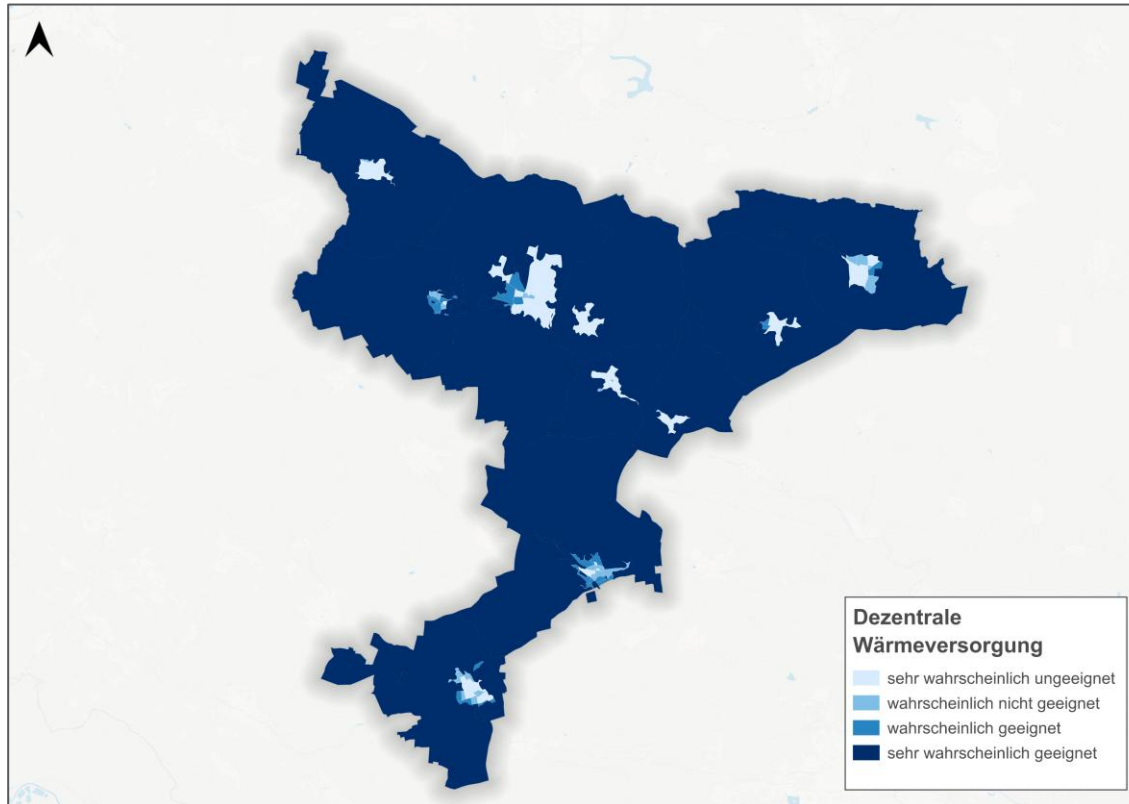 Dezentrale
Wärmeversorgung
sehr wahrscheinlich ungeeignet
wahrscheinlich nicht geeignet
wahrscheinlich geeignet
sehr wahrscheinlich geeignet